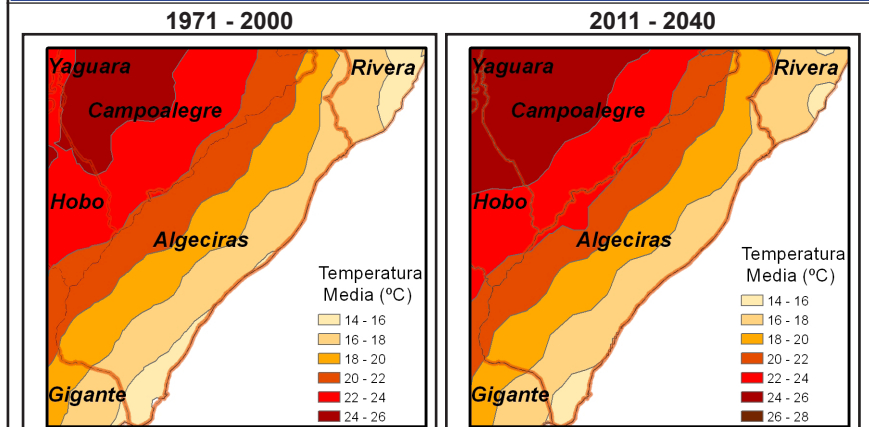 1971 - 2000
Yaguara
Rivera
Campoalegre
Hobo
Algeciras
Gigante
Temperatura
Media (ºC)
14 - 16
16 - 18
18 - 20
20 - 22
22 - 24
24 - 26
2011 - 2040
Yaguara
Rivera
Campoalegre
Hobo
Algeciras
Gigante
Temperatura
Media (ºC)
14 - 16
16 - 18
18 - 20
20 - 22
22 - 24
24 - 26
26 - 28